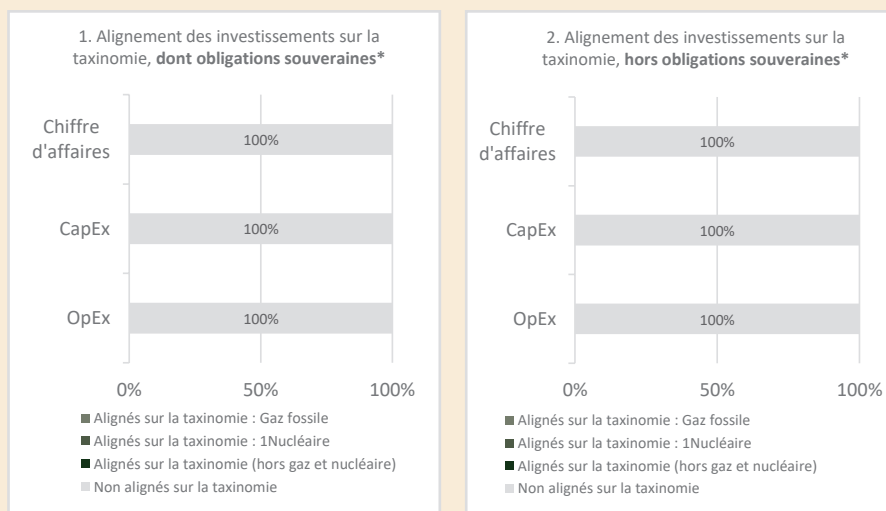 1. Alignement des investissements sur la
taxinomie, dont obligations souveraines*
Chiffre
d'affaires
100%
CapEx
100%
OpEx
100%
0%
50%
100%
Alignés sur la taxinomie : Gaz fossile
Alignés sur la taxinomie : 1Nucléaire
Alignés sur la taxinomie (hors gaz et nucléaire)
Non alignés sur la taxinomie
2. Alignement des investissements sur la
taxinomie, hors obligations souveraines*
Chiffre
d'affaires
100%
CapEx
100%
OpEx
100%
0%
50%
100%
Alignés sur la taxinomie : Gaz fossile
Alignés sur la taxinomie : 1Nucléaire
Alignés sur la taxinomie (hors gaz et nucléaire)
Non alignés sur la taxinomie